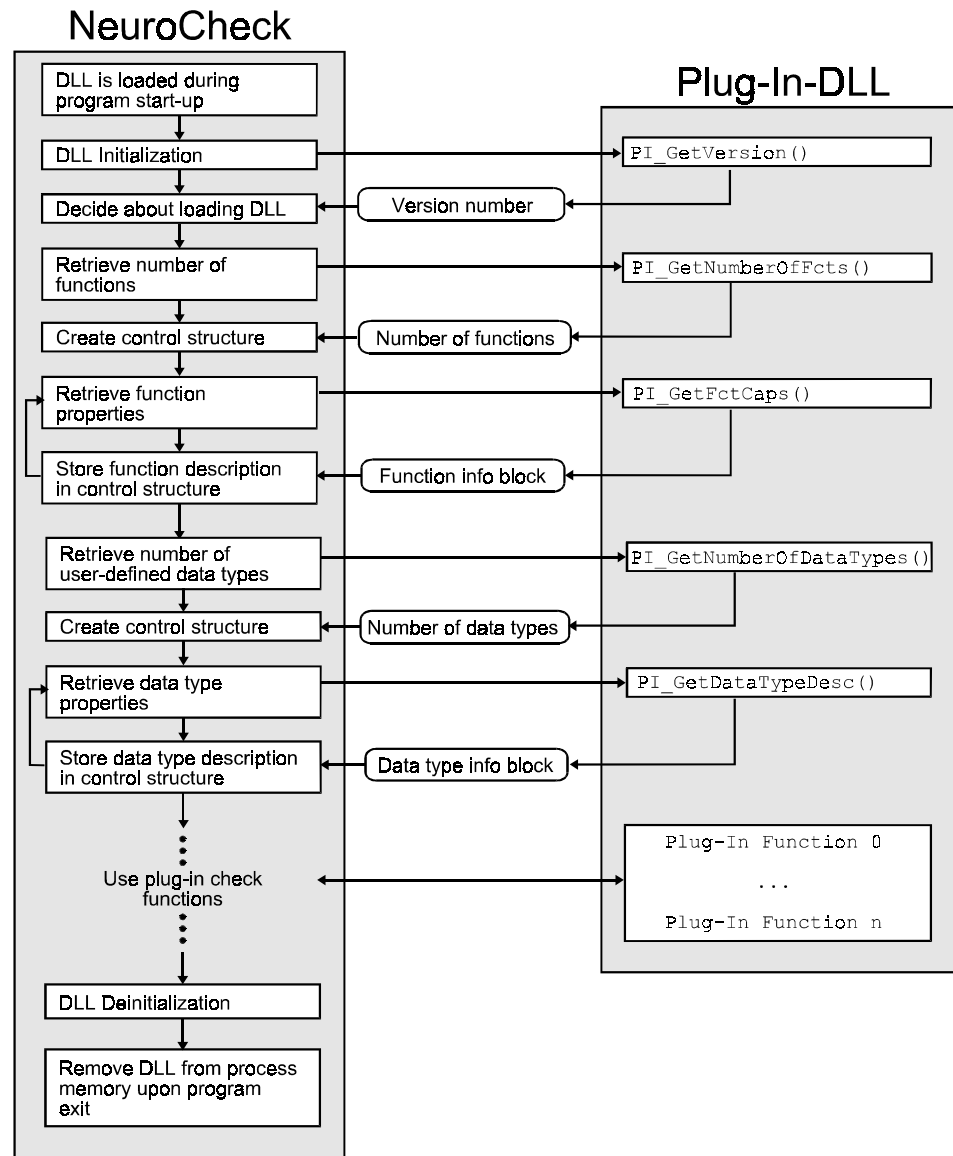 NeuroCheck
Plug-In-DLL
DLL is loaded during
program start-up
DLL Initialization
PI_GetVersion()
Decide about loading DLL
Version number
Retrieve number of
functions
PI_GetNumberOfFcts()
Create control structure
Number of functions
Retrieve function
properties
PI_GetFctCaps()
Store function description
in control structure
Function info block
Retrieve number of
user-defined data types
PI_GetNumberOfDataTypes()
Create control structure
Number of data types
Retrieve data type
properties
PI_GetDataTypeDesc()
Store data type description
in control structure
Data type info block
Use plug-in check
functions
Plug-In Function 0
...
Plug-In Function n
DLL Deinitialization
Remove DLL from process
memory upon program
exit